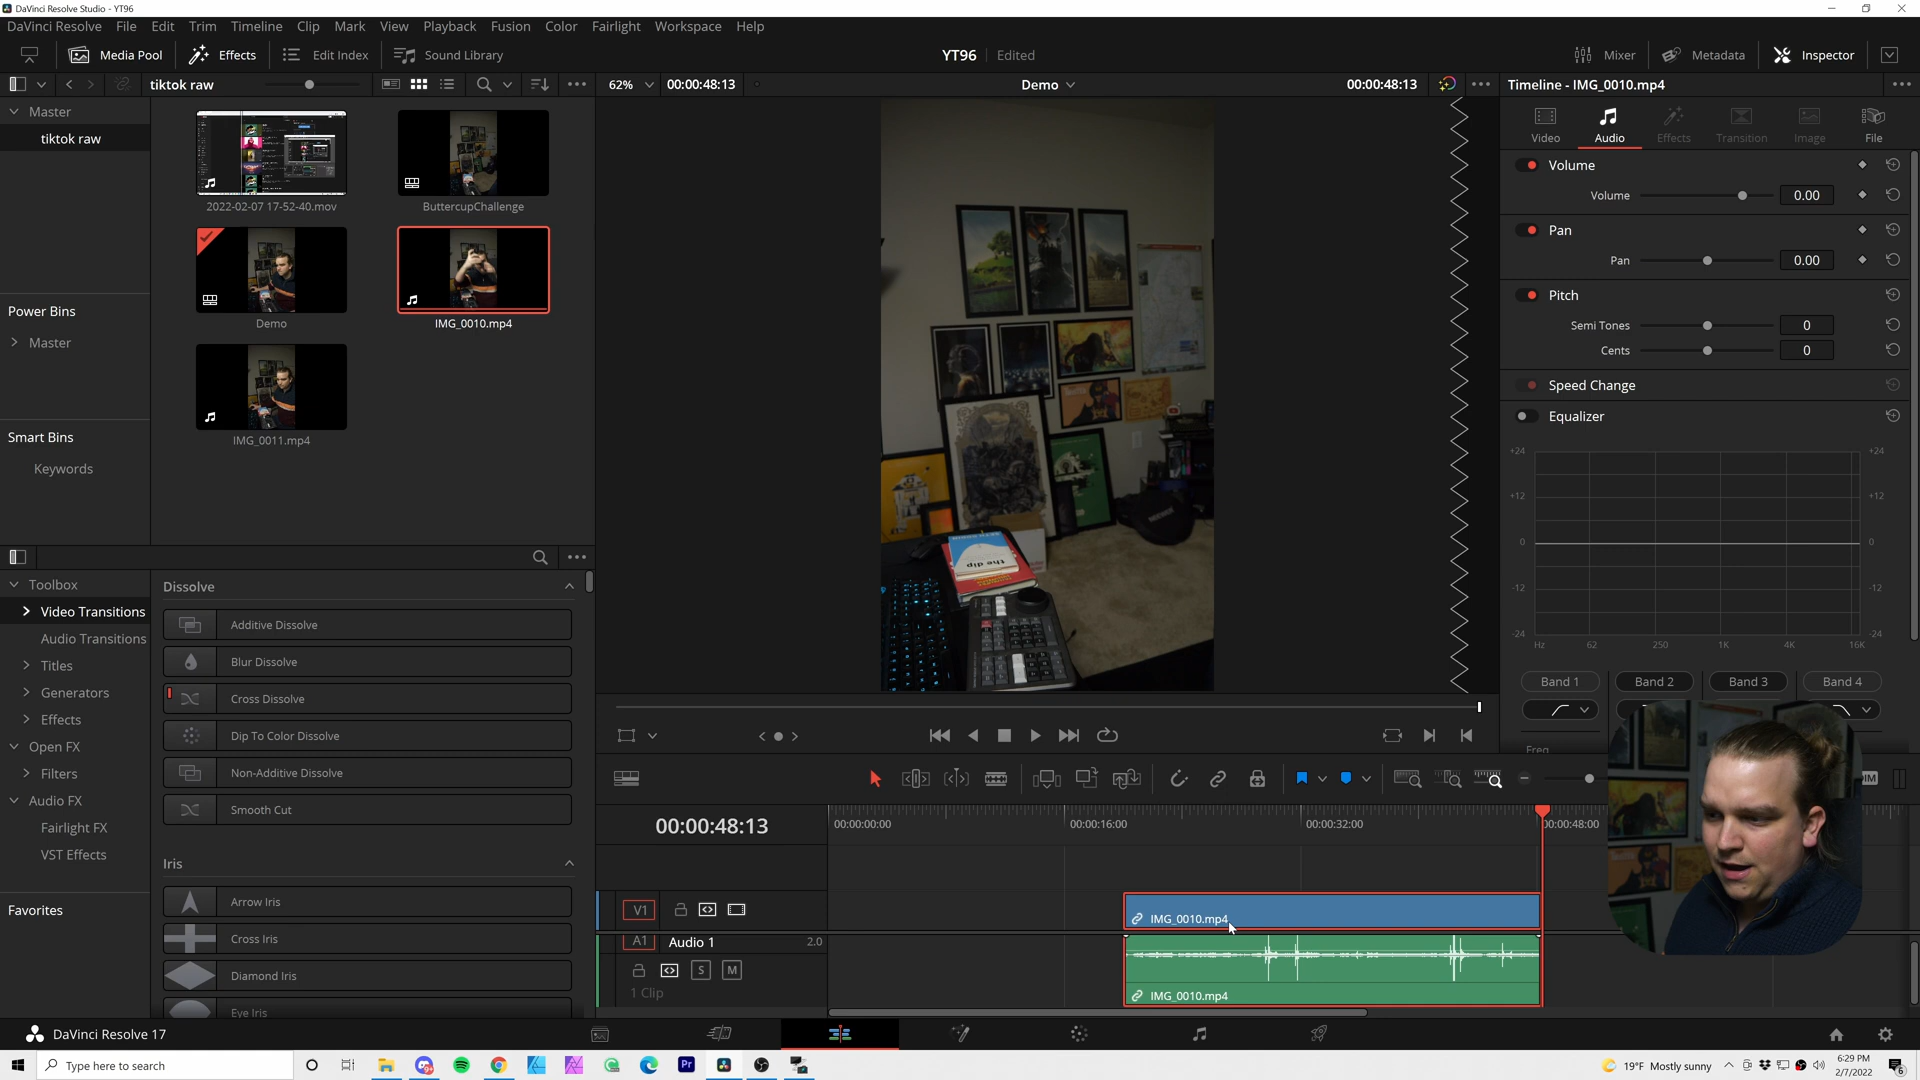 DaVinci Resolve Studio - YT96
DaVinci Resolve File Edit Trim Timeline Clip Mark View Playback Fusion Color Fairlight Workspace Help
Media Pool Effects Edit Index Sound Library YT96 Edited Mixer Metadata Inspector
tiktok raw 62% 00:00:48:13 Demo 00:00:48:13 Timeline - IMG_0010.mp4
Master
tiktok raw
Power Bins
Master
Smart Bins
Keywords
2022-02-07 17-52-40.mov
ButtercupChallenge
Demo
IMG_0010.mp4
IMG_0011.mp4
the dip
Video Audio Effects Transition Image File
Volume
Volume 0.00
Pan
Pan 0.00
Pitch
Semi Tones 0
Cents 0
Speed Change
Equalizer
+24 +24
+12 +12
0 0
-12 -12
-24 -24
Hz 62 250 1K 4K 16K
Band 1 Band 2 Band 3 Band 4
Freq
Toolbox
Video Transitions
Audio Transitions
Titles
Generators
Effects
Open FX
Filters
Audio FX
Fairlight FX
VST Effects
Favorites
Dissolve
Additive Dissolve
Blur Dissolve
Cross Dissolve
Dip To Color Dissolve
Non-Additive Dissolve
Smooth Cut
Iris
Arrow Iris
Cross Iris
Diamond Iris
Eye Iris
DIM
00:00:48:13 00:00:00:00 00:00:16:00 00:00:32:00 00:00:48:00
V1 IMG_0010.mp4
A1 Audio 1 2.0
S M
1 Clip IMG_0010.mp4
DaVinci Resolve 17
Type here to search
Pr
19°F Mostly sunny
6:29 PM
2/7/2022
6